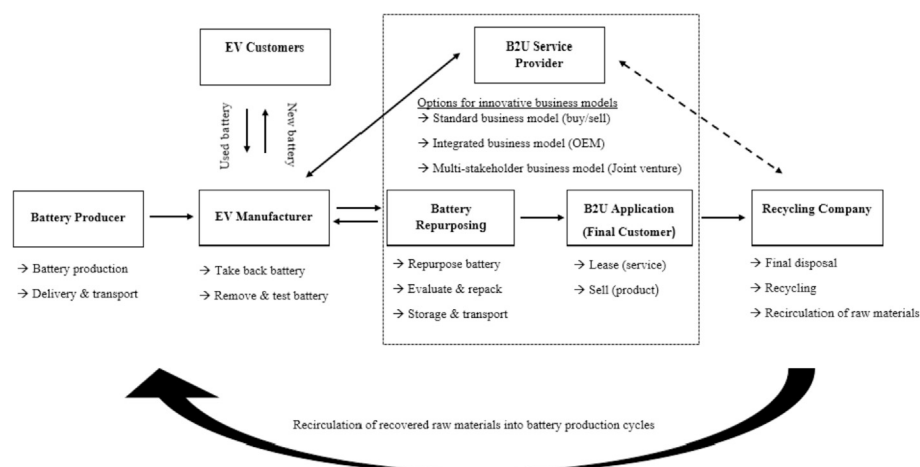 EV Customers
B2U Service
Provider
Used battery
New battery
Options for innovative business models
→ Standard business model (buy/sell)
→ Integrated business model (OEM)
→ Multi-stakeholder business model (Joint venture)
Battery Producer
EV Manufacturer
Battery
Repurposing
B2U Application
(Final Customer)
Recycling Company
→ Battery production
→ Delivery & transport
→ Take back battery
→ Remove & test battery
→ Repurpose battery
→ Evaluate & repack
→ Storage & transport
→ Lease (service)
→ Sell (product)
→ Final disposal
→ Recycling
→ Recirculation of raw materials
Recirculation of recovered raw materials into battery production cycles